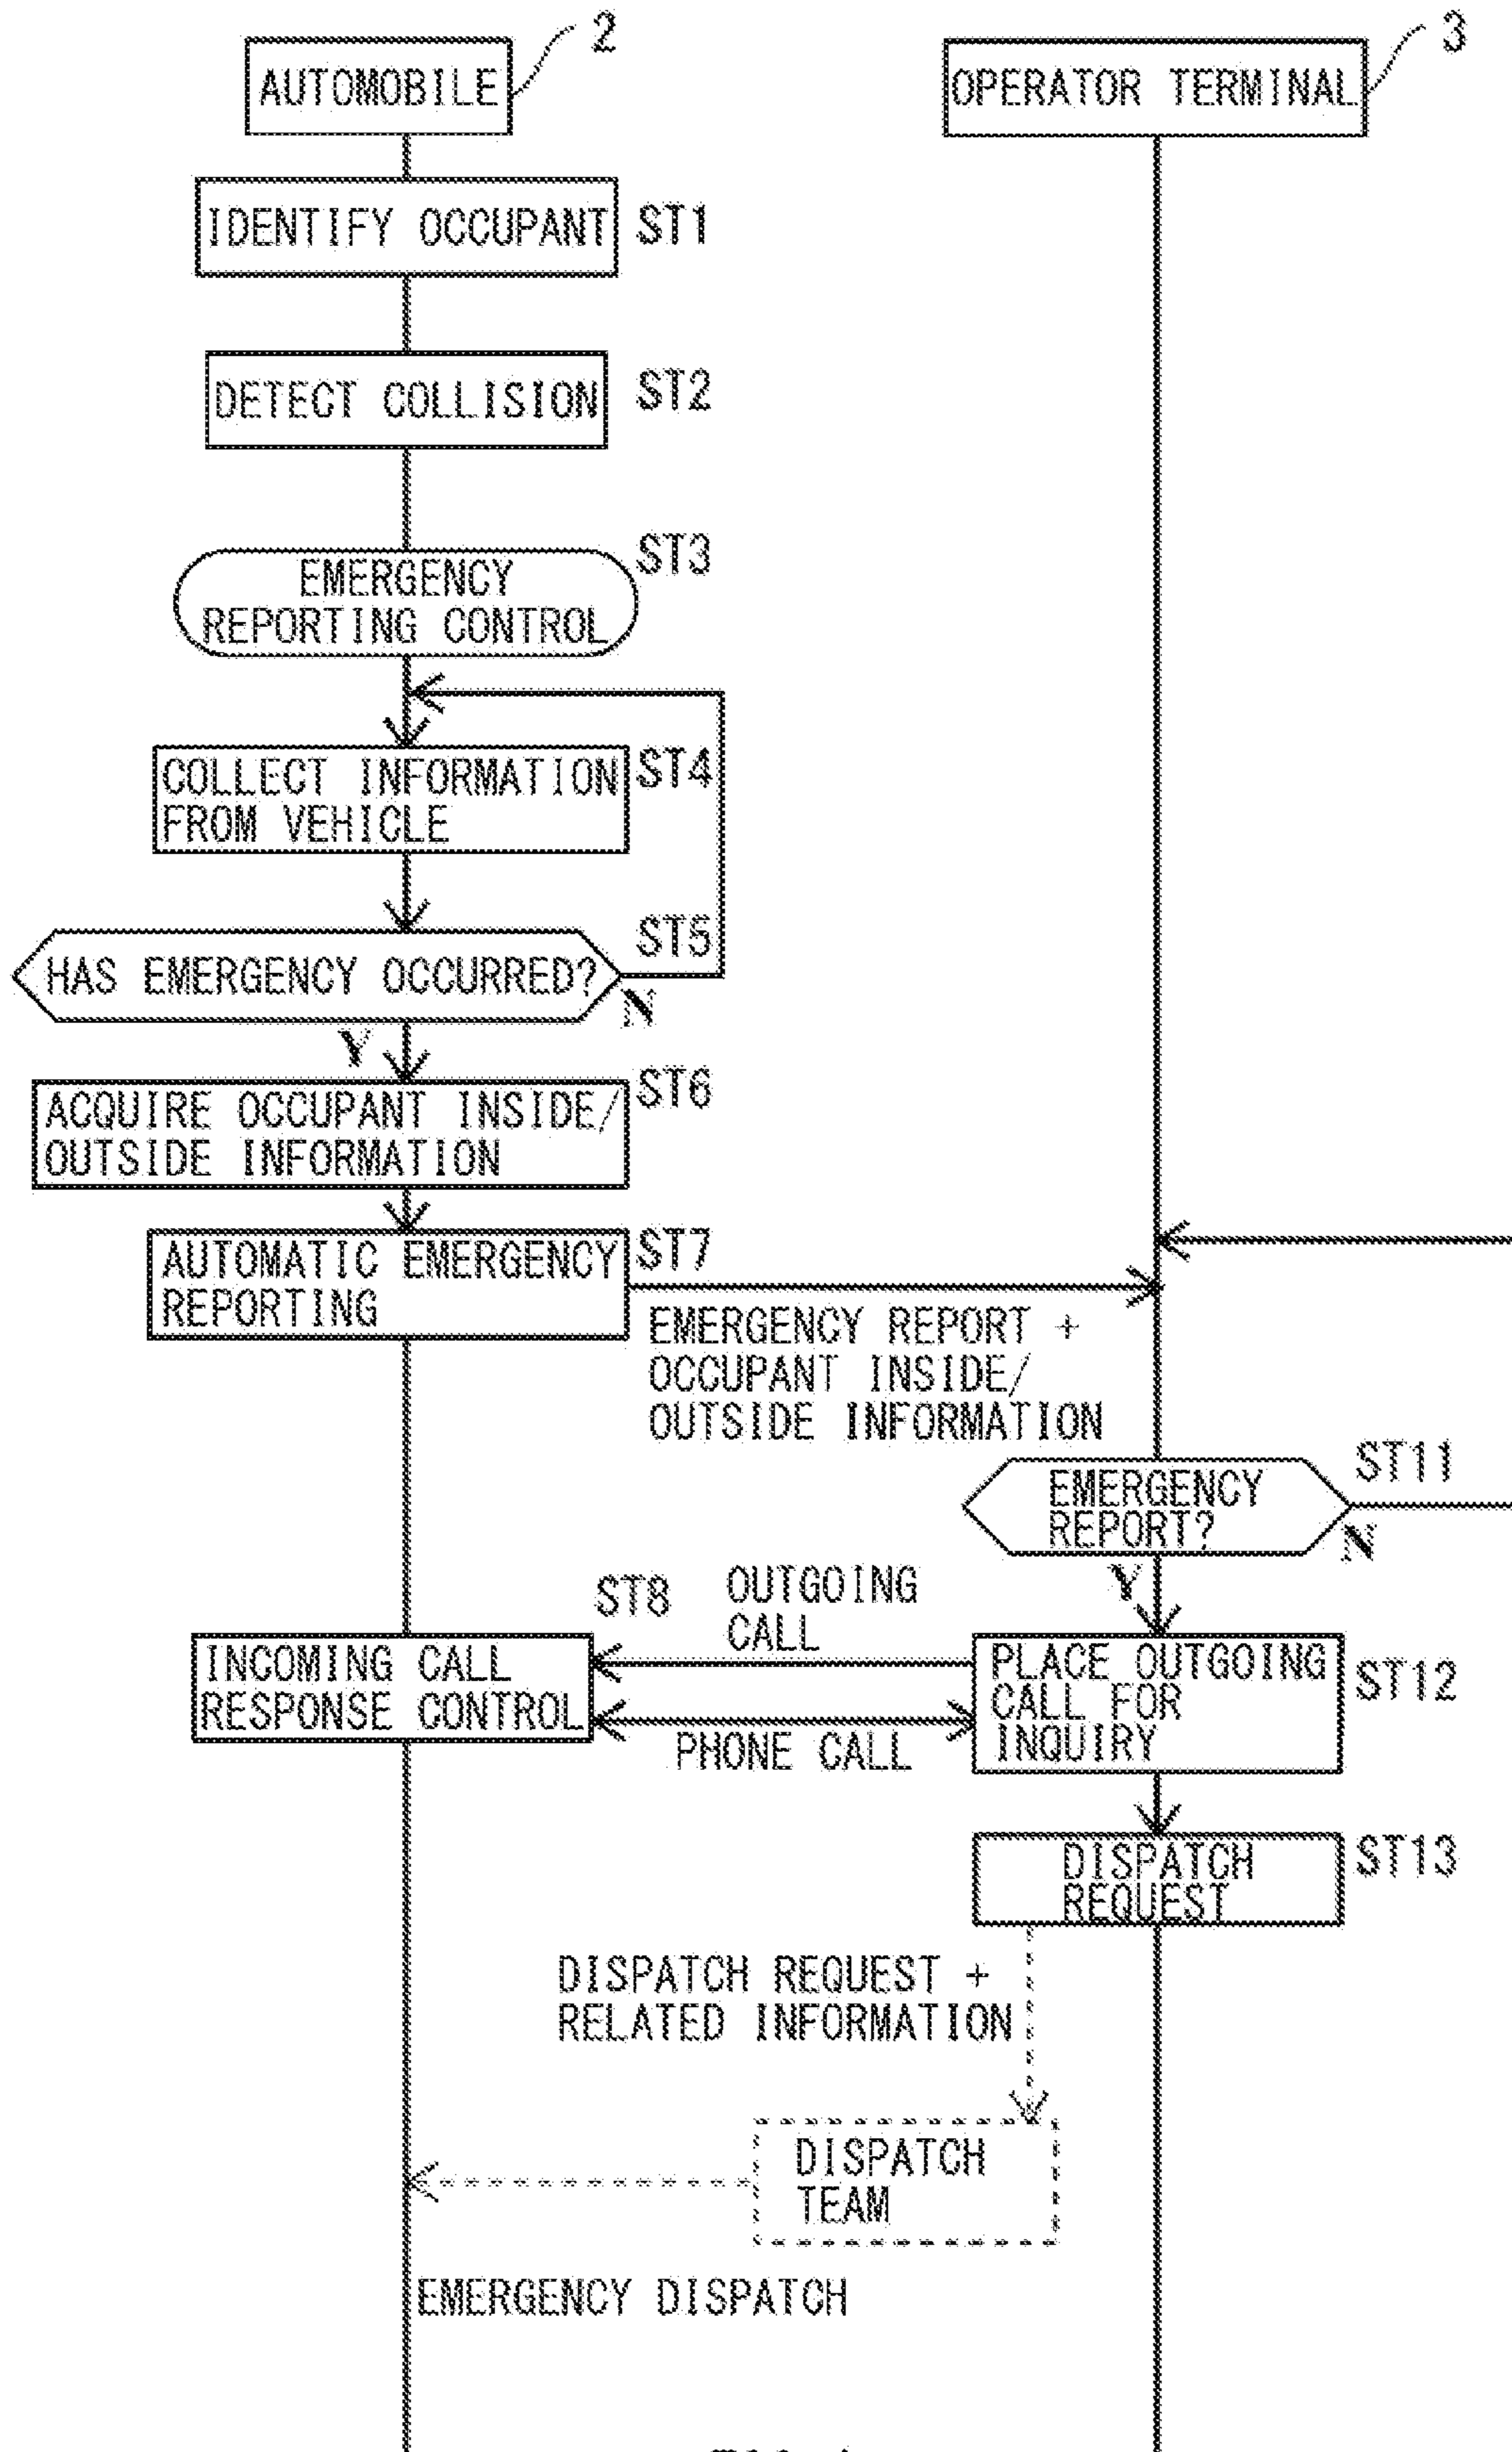 2
3
AUTOMOBILE
OPERATOR TERMINAL
IDENTIFY OCCUPANT
ST1
DETECT COLLISION
ST2
EMERGENCY
REPORTING CONTROL
ST3
COLLECT INFORMATION
FROM VEHICLE
ST4
HAS EMERGENCY OCCURRED?
ST5
N
Y
ACQUIRE OCCUPANT INSIDE/
OUTSIDE INFORMATION
ST6
AUTOMATIC EMERGENCY
REPORTING
ST7
EMERGENCY REPORT +
OCCUPANT INSIDE/
OUTSIDE INFORMATION
EMERGENCY
REPORT?
ST11
N
Y
ST8
OUTGOING
CALL
INCOMING CALL
RESPONSE CONTROL
PHONE CALL
PLACE OUTGOING
CALL FOR
INQUIRY
ST12
DISPATCH
REQUEST
ST13
DISPATCH REQUEST +
RELATED INFORMATION
DISPATCH
TEAM
EMERGENCY DISPATCH